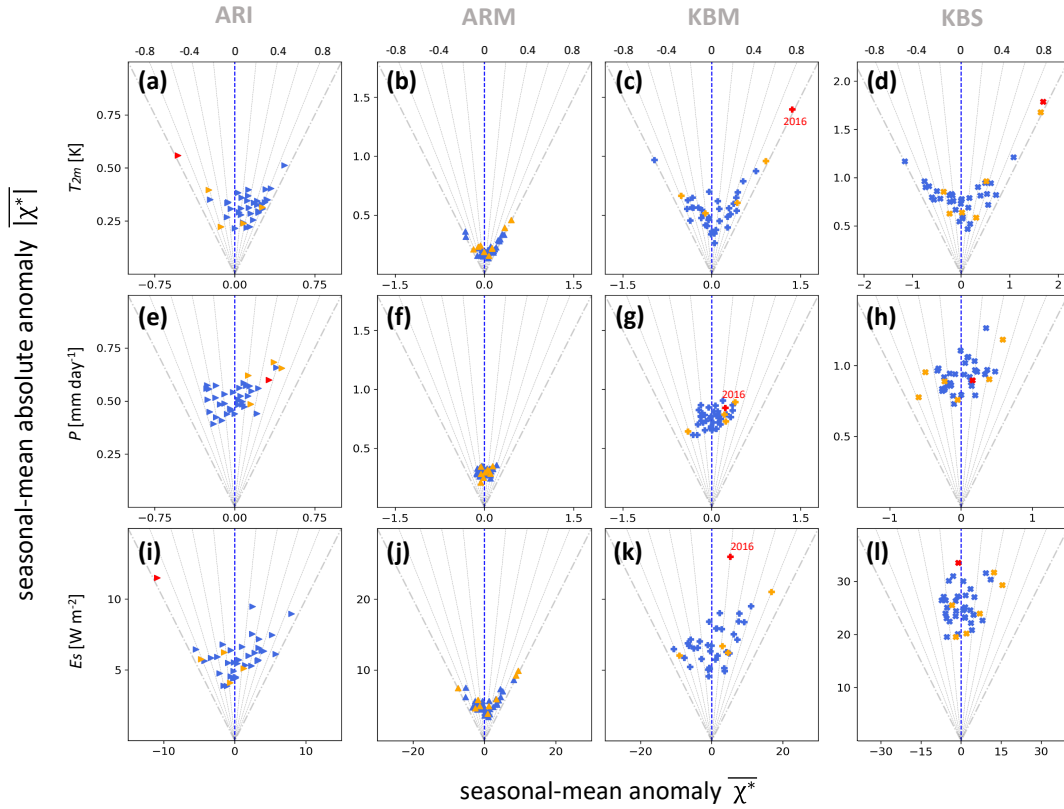 ARI ARM KBM KBS
-0.8 -0.4 0 0.4 0.8 -0.8 -0.4 0 0.4 0.8 -0.8 -0.4 0 0.4 0.8 -0.8 -0.4 0 0.4 0.8
seasonal-mean absolute anomaly |χ*|
T2m [K]
(a) 0.75 0.50 0.25
−0.75 0.00 0.75
(b) 1.5 1.0 0.5
−1.5 0.0 1.5
(c) 2016
−1.5 0.0 1.5
(d) 2.0 1.5 1.0 0.5
−2 −1 0 1 2
P [mm day-1]
(e) 0.75 0.50 0.25
−0.75 0.00 0.75
(f) 1.5 1.0 0.5
−1.5 0.0 1.5
(g) 2016
−1.5 0.0 1.5
(h) 1.0 0.5
−1 0 1
Es [W m-2]
(i) 10 5
−10 0 10
(j) 20 10
−20 0 20
(k) 2016
−20 0 20
(l) 30 20 10
−30 −15 0 15 30
seasonal-mean anomaly χ*